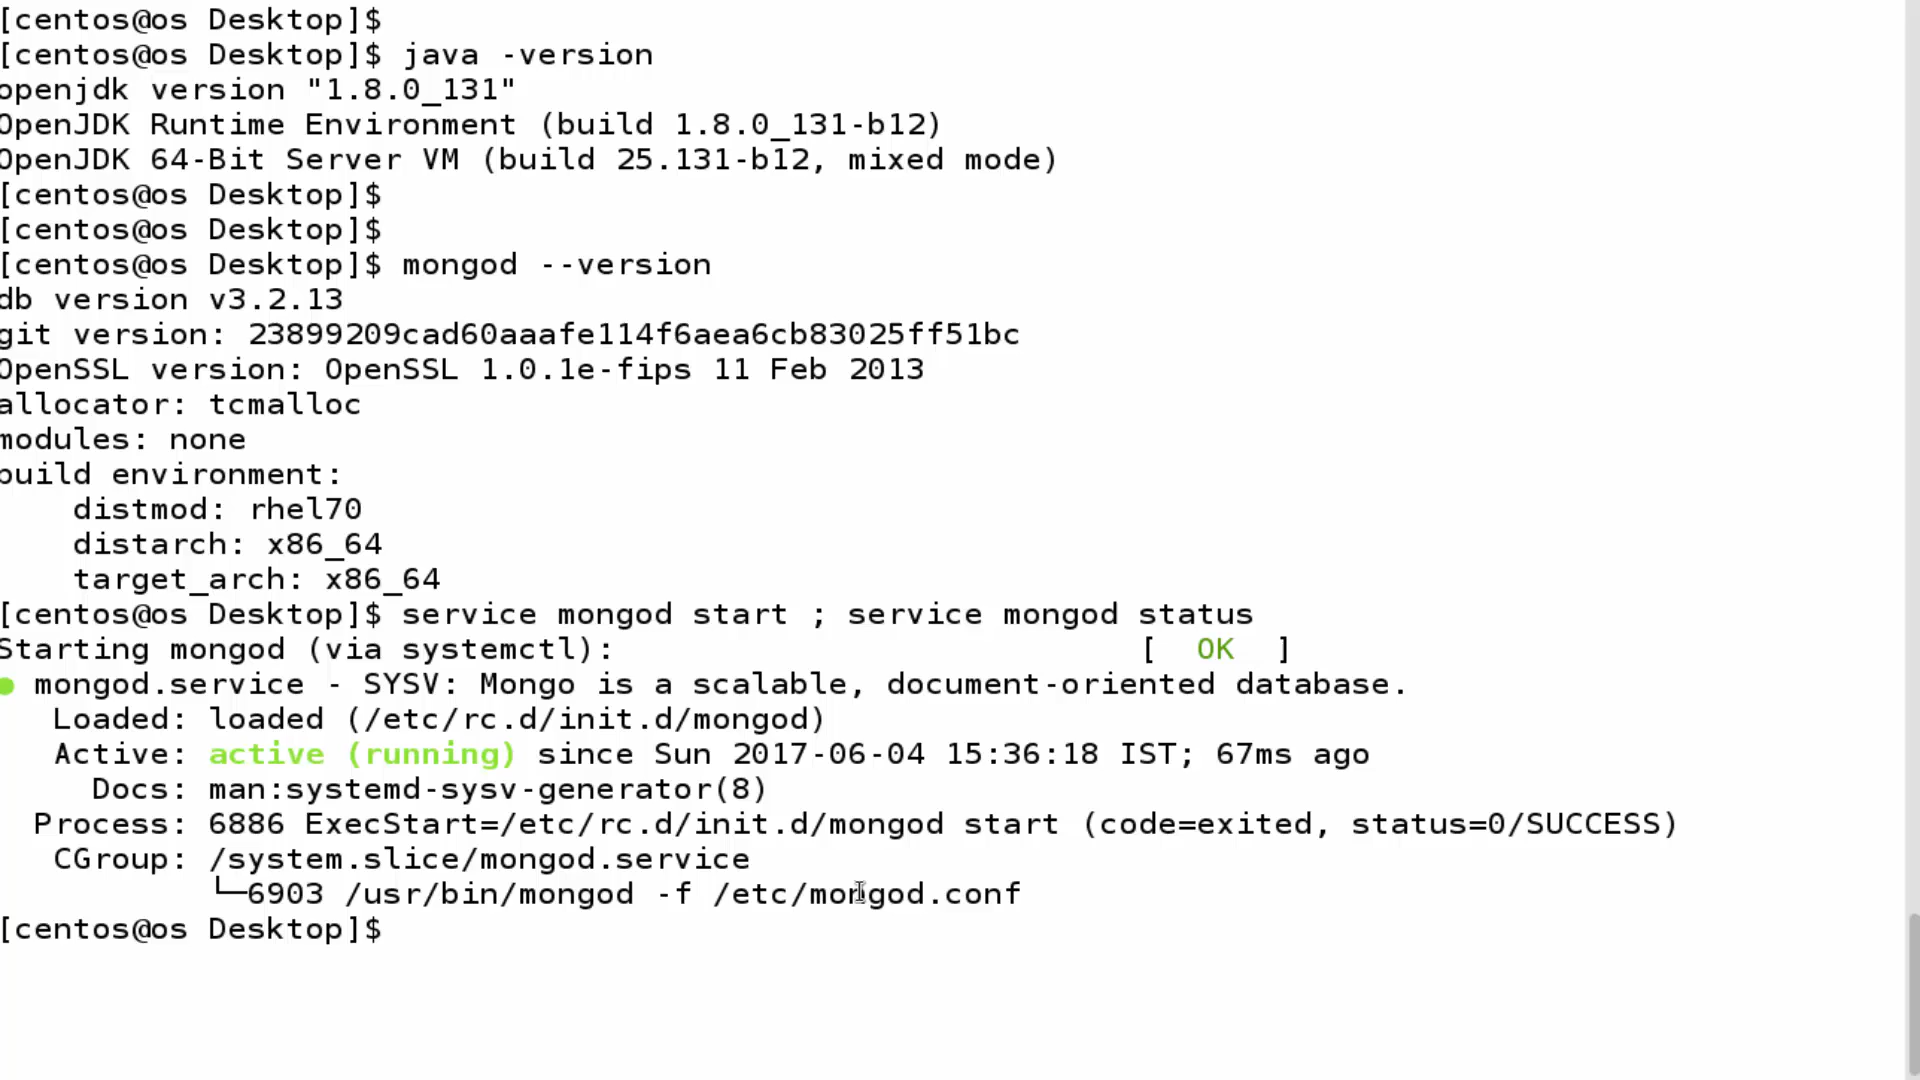 [centos@os Desktop]$
[centos@os Desktop]$ java -version
openjdk version "1.8.0_131"
OpenJDK Runtime Environment (build 1.8.0_131-b12)
OpenJDK 64-Bit Server VM (build 25.131-b12, mixed mode)
[centos@os Desktop]$
[centos@os Desktop]$
[centos@os Desktop]$ mongod --version
db version v3.2.13
git version: 23899209cad60aaafe114f6aea6cb83025ff51bc
OpenSSL version: OpenSSL 1.0.1e-fips 11 Feb 2013
allocator: tcmalloc
modules: none
build environment:
    distmod: rhel70
    distarch: x86_64
    target_arch: x86_64
[centos@os Desktop]$ service mongod start ; service mongod status
Starting mongod (via systemctl):                           [  OK  ]
● mongod.service - SYSV: Mongo is a scalable, document-oriented database.
   Loaded: loaded (/etc/rc.d/init.d/mongod)
   Active: active (running) since Sun 2017-06-04 15:36:18 IST; 67ms ago
     Docs: man:systemd-sysv-generator(8)
  Process: 6886 ExecStart=/etc/rc.d/init.d/mongod start (code=exited, status=0/SUCCESS)
   CGroup: /system.slice/mongod.service
           └─6903 /usr/bin/mongod -f /etc/mongod.conf
[centos@os Desktop]$